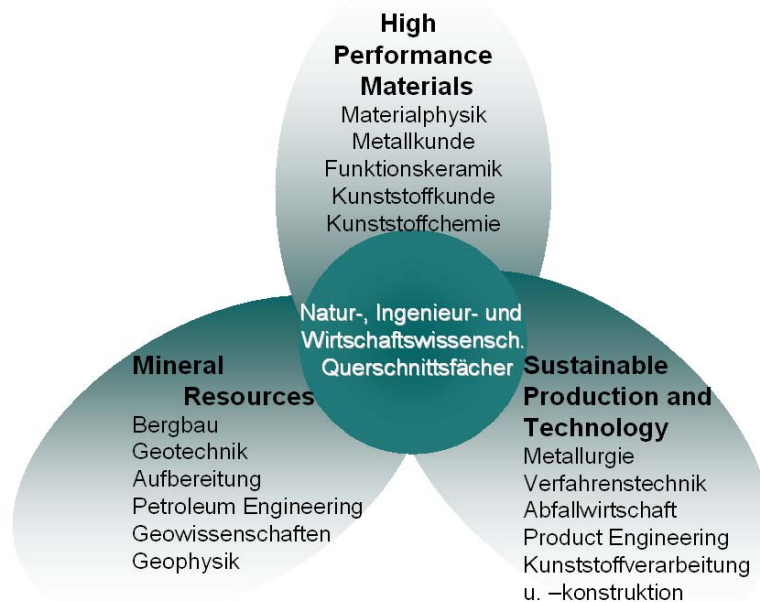 High
Performance
Materials
Materialphysik
Metallkunde
Funktionskeramik
Kunststoffkunde
Kunststoffchemie
Natur-, Ingenieur- und
Wirtschaftswissensch.
Querschnittsfächer
Mineral
Resources
Bergbau
Geotechnik
Aufbereitung
Petroleum Engineering
Geowissenschaften
Geophysik
Sustainable
Production and
Technology
Metallurgie
Verfahrenstechnik
Abfallwirtschaft
Product Engineering
Kunststoffverarbeitung
u. –konstruktion